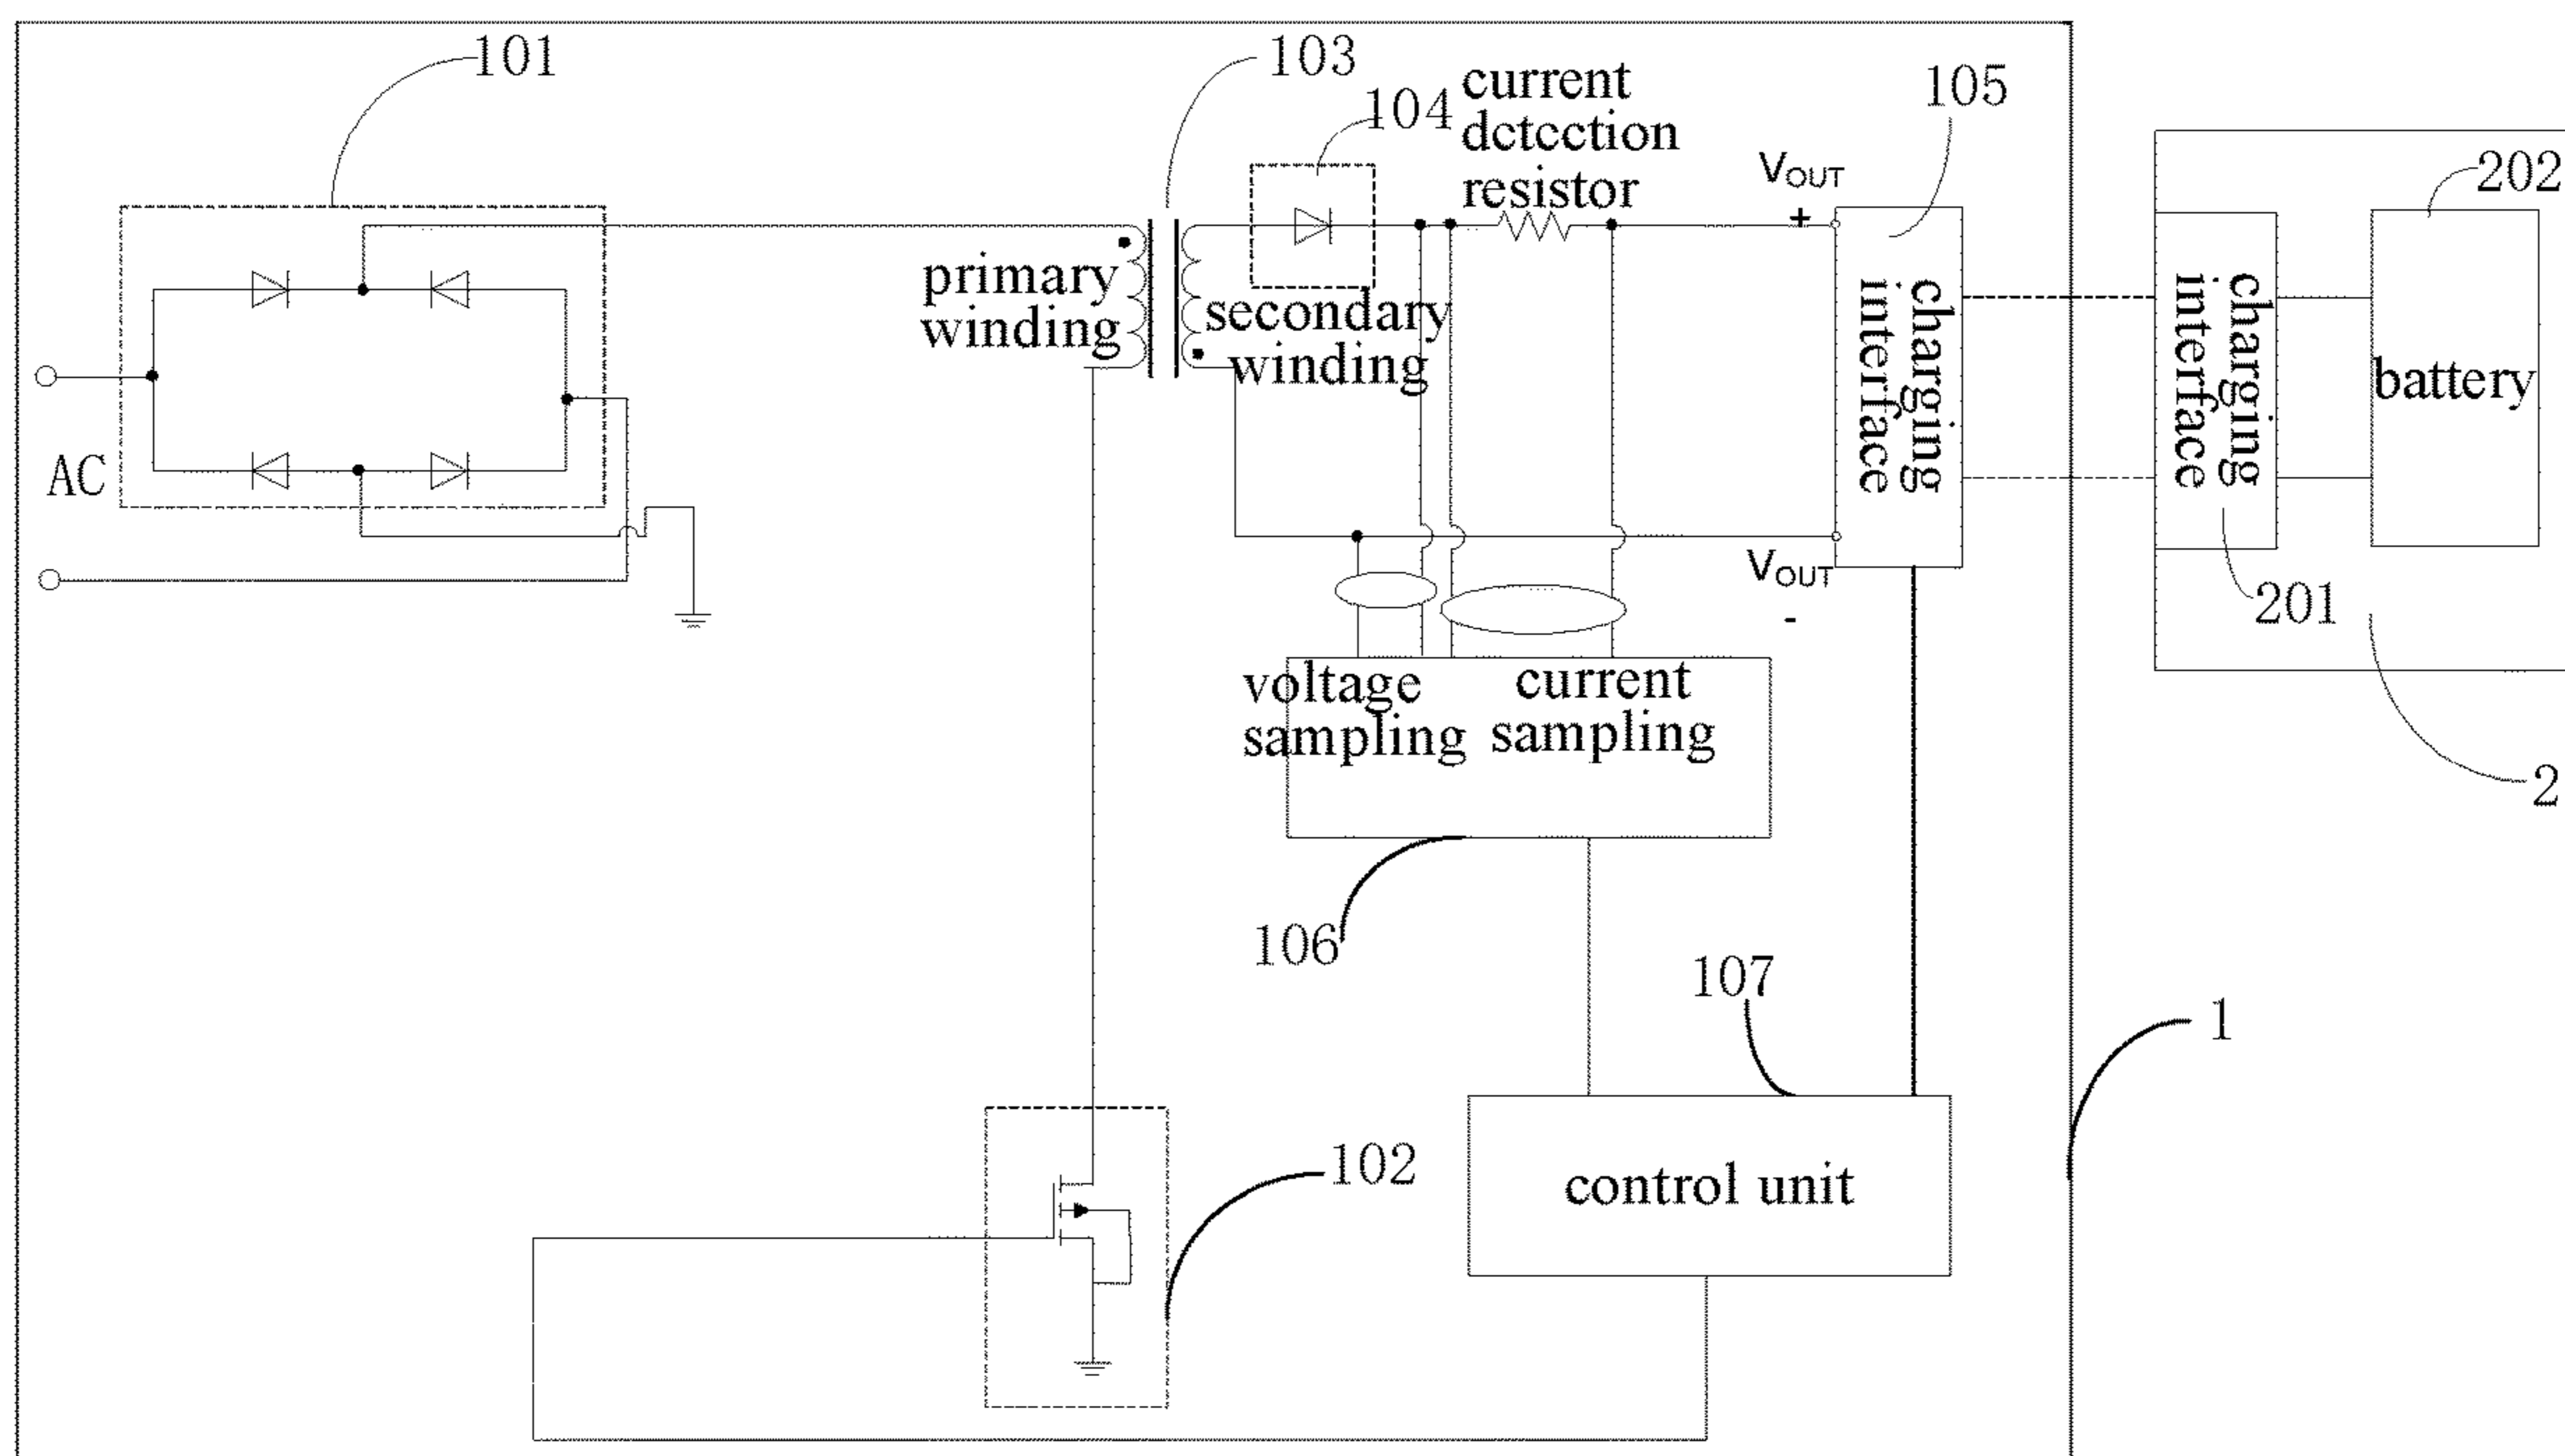 101
103
104
current
detection
resistor
105
VOUT
+
202
primary
winding
secondary
winding
charging
interface
charging
interface
battery
AC
VOUT
-
201
voltage
sampling
current
sampling
2
106
107
1
102
control unit